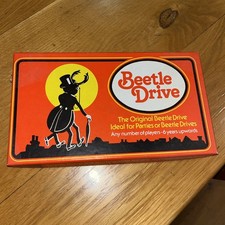 Beetle
Drive
The Original Beetle Drive
Ideal for Parties or Beetle Drives
Any number of players · 6 years upwards